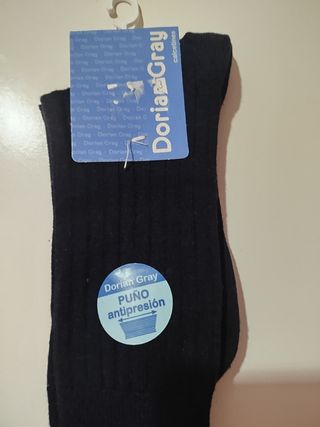 Dorian Gray
calcetines
Dorian Gray
PUÑO
antipresión